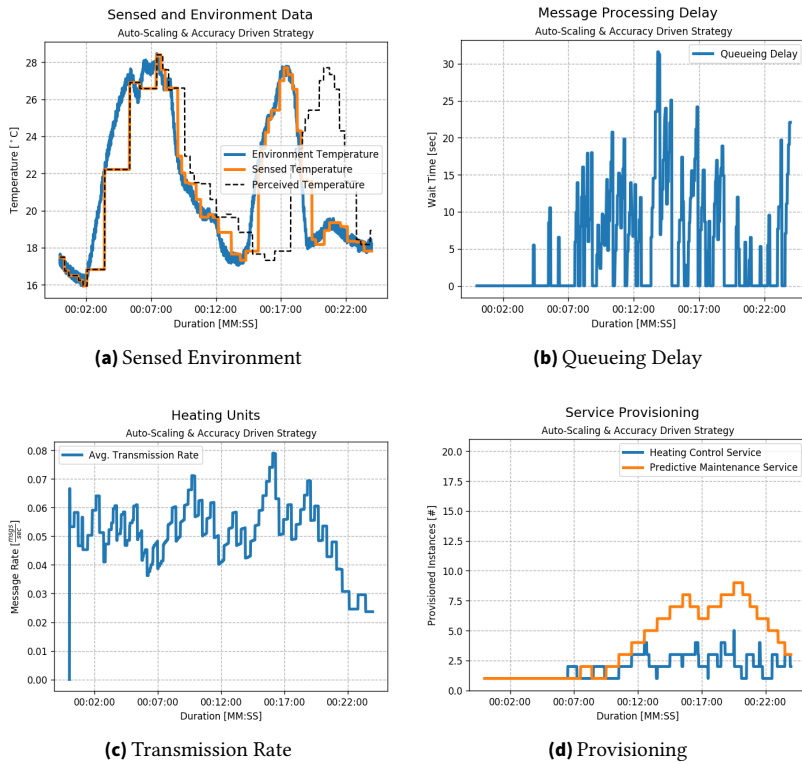 Sensed and Environment Data
Auto-Scaling & Accuracy Driven Strategy
28
26
24
22
20
18
16
Temperature [°C]
Environment Temperature
Sensed Temperature
Perceived Temperature
00:02:00 00:07:00 00:12:00 00:17:00 00:22:00
Duration [MM:SS]
(a) Sensed Environment
Message Processing Delay
Auto-Scaling & Accuracy Driven Strategy
Queueing Delay
30
25
20
15
10
5
0
Wait Time [sec]
00:02:00 00:07:00 00:12:00 00:17:00 00:22:00
Duration [MM:SS]
(b) Queueing Delay
Heating Units
Auto-Scaling & Accuracy Driven Strategy
Avg. Transmission Rate
0.08
0.07
0.06
0.05
0.04
0.03
0.02
0.01
0.00
Message Rate [msgs/sec]
00:02:00 00:07:00 00:12:00 00:17:00 00:22:00
Duration [MM:SS]
(c) Transmission Rate
Service Provisioning
Auto-Scaling & Accuracy Driven Strategy
Heating Control Service
Predictive Maintenance Service
20.0
17.5
15.0
12.5
10.0
7.5
5.0
2.5
0.0
Provisioned Instances [#]
00:02:00 00:07:00 00:12:00 00:17:00 00:22:00
Duration [MM:SS]
(d) Provisioning